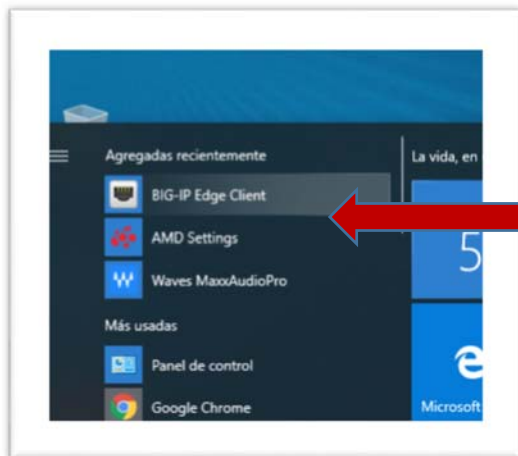 Agregadas recientemente
BIG-IP Edge Client
AMD Settings
Waves MaxxAudioPro
Más usadas
Panel de control
Google Chrome
La vida, en
5
Microsoft